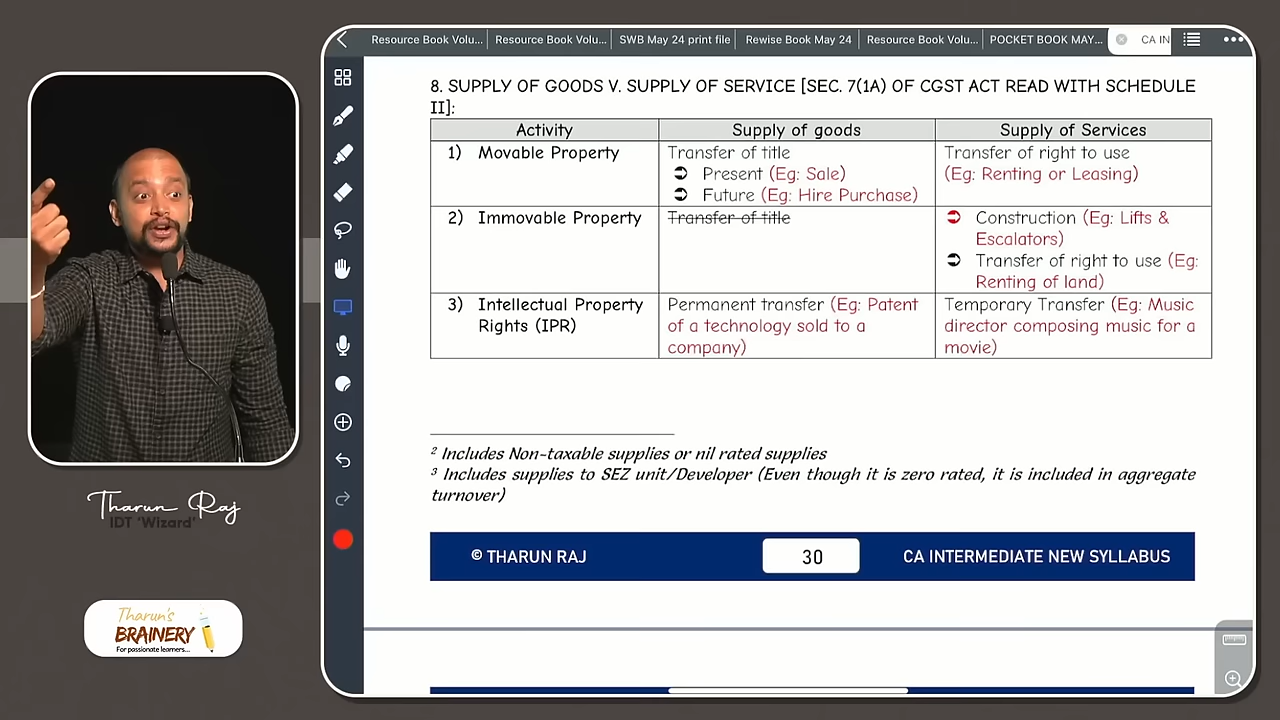 Resource Book Volu...
Resource Book Volu...
SWB May 24 print file
Rewise Book May 24
Resource Book Volu...
POCKET BOOK MAY...
CA IN
8. SUPPLY OF GOODS V. SUPPLY OF SERVICE [SEC. 7(1A) OF CGST ACT READ WITH SCHEDULE
II]:
Activity
Supply of goods
Supply of Services
1) Movable Property
Transfer of title
➲ Present (Eg: Sale)
➲ Future (Eg: Hire Purchase)
Transfer of right to use
(Eg: Renting or Leasing)
2) Immovable Property
Transfer of title
➲ Construction (Eg: Lifts &
Escalators)
➲ Transfer of right to use (Eg:
Renting of land)
3) Intellectual Property
Rights (IPR)
Permanent transfer (Eg: Patent
of a technology sold to a
company)
Temporary Transfer (Eg: Music
director composing music for a
movie)
² Includes Non-taxable supplies or nil rated supplies
³ Includes supplies to SEZ unit/Developer (Even though it is zero rated, it is included in aggregate
turnover)
© THARUN RAJ
30
CA INTERMEDIATE NEW SYLLABUS
Tharun Raj
IDT 'Wizard'
Tharun's
BRAINERY
For passionate learners...